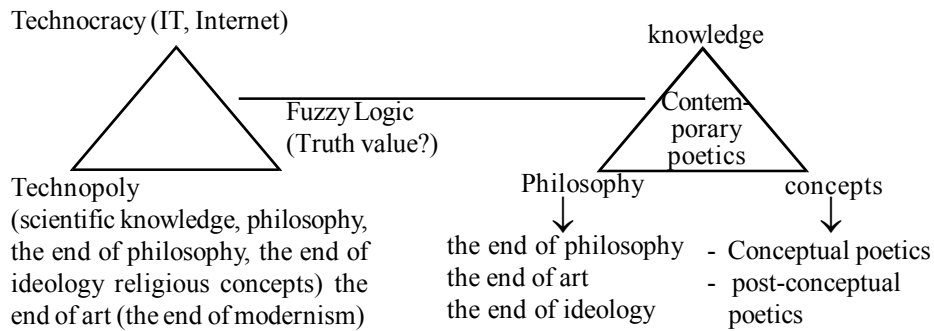 Technocracy (IT, Internet)
Fuzzy Logic
(Truth value?)
Technopoly
(scientific knowledge, philosophy,
the end of philosophy, the end of
ideology religious concepts) the
end of art (the end of modernism)
knowledge
Contem-
porary
poetics
Philosophy
concepts
the end of philosophy
the end of art
the end of ideology
- Conceptual poetics
- post-conceptual
poetics